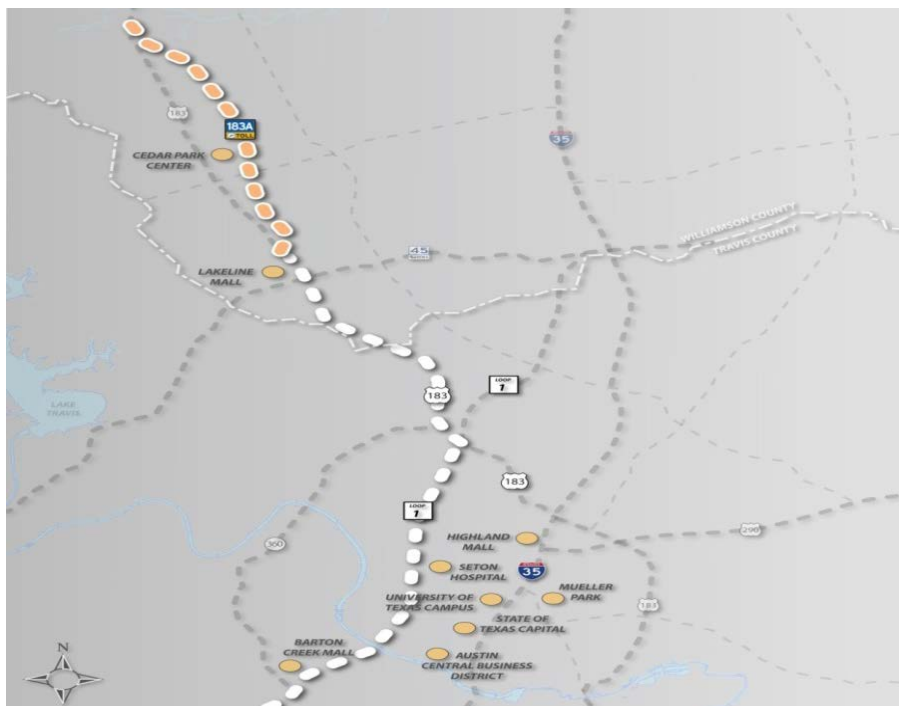 183
183A
TOLL
35
CEDAR PARK
CENTER
WILLIAMSON COUNTY
TRAVIS COUNTY
45
LAKELINE
MALL
LOOP
1
183
LAKE
TRAVIS
183
LOOP
1
290
HIGHLAND
MALL
360
SETON
HOSPITAL
35
MUELLER
PARK
UNIVERSITY OF
TEXAS CAMPUS
183
STATE OF
TEXAS CAPITAL
BARTON
CREEK MALL
AUSTIN
CENTRAL BUSINESS
DISTRICT
N